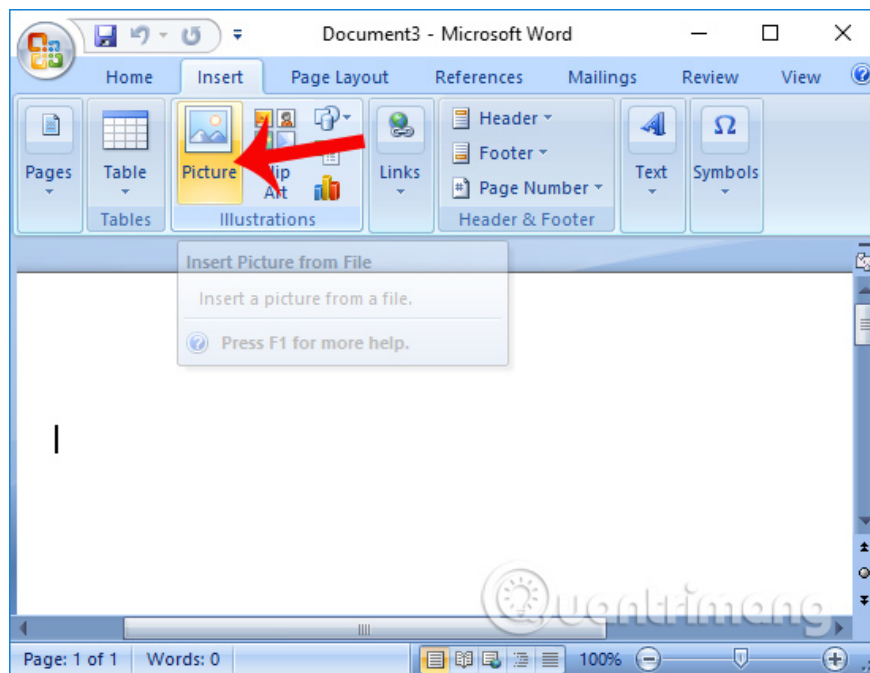 Document3 - Microsoft Word
Home Insert Page Layout References Mailings Review View
Pages
Table
Picture
Art
Links
Header
Footer
Page Number
Text
Symbols
Tables
Illustrations
Header & Footer
Insert Picture from File
Insert a picture from a file.
Press F1 for more help.
Quantrimang
Page: 1 of 1 Words: 0 100%